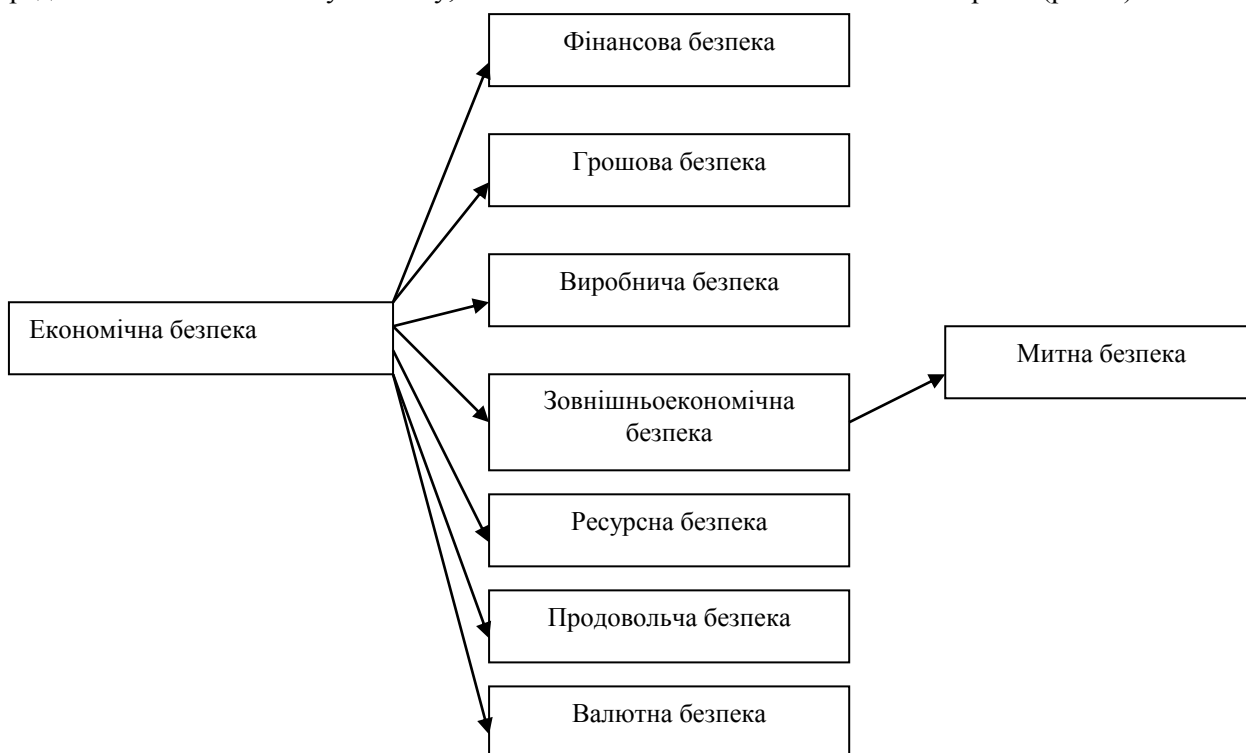 Фінансова безпека
Грошова безпека
Виробнича безпека
Економічна безпека
Митна безпека
Зовнішньоекономічна
безпека
Ресурсна безпека
Продовольча безпека
Валютна безпека